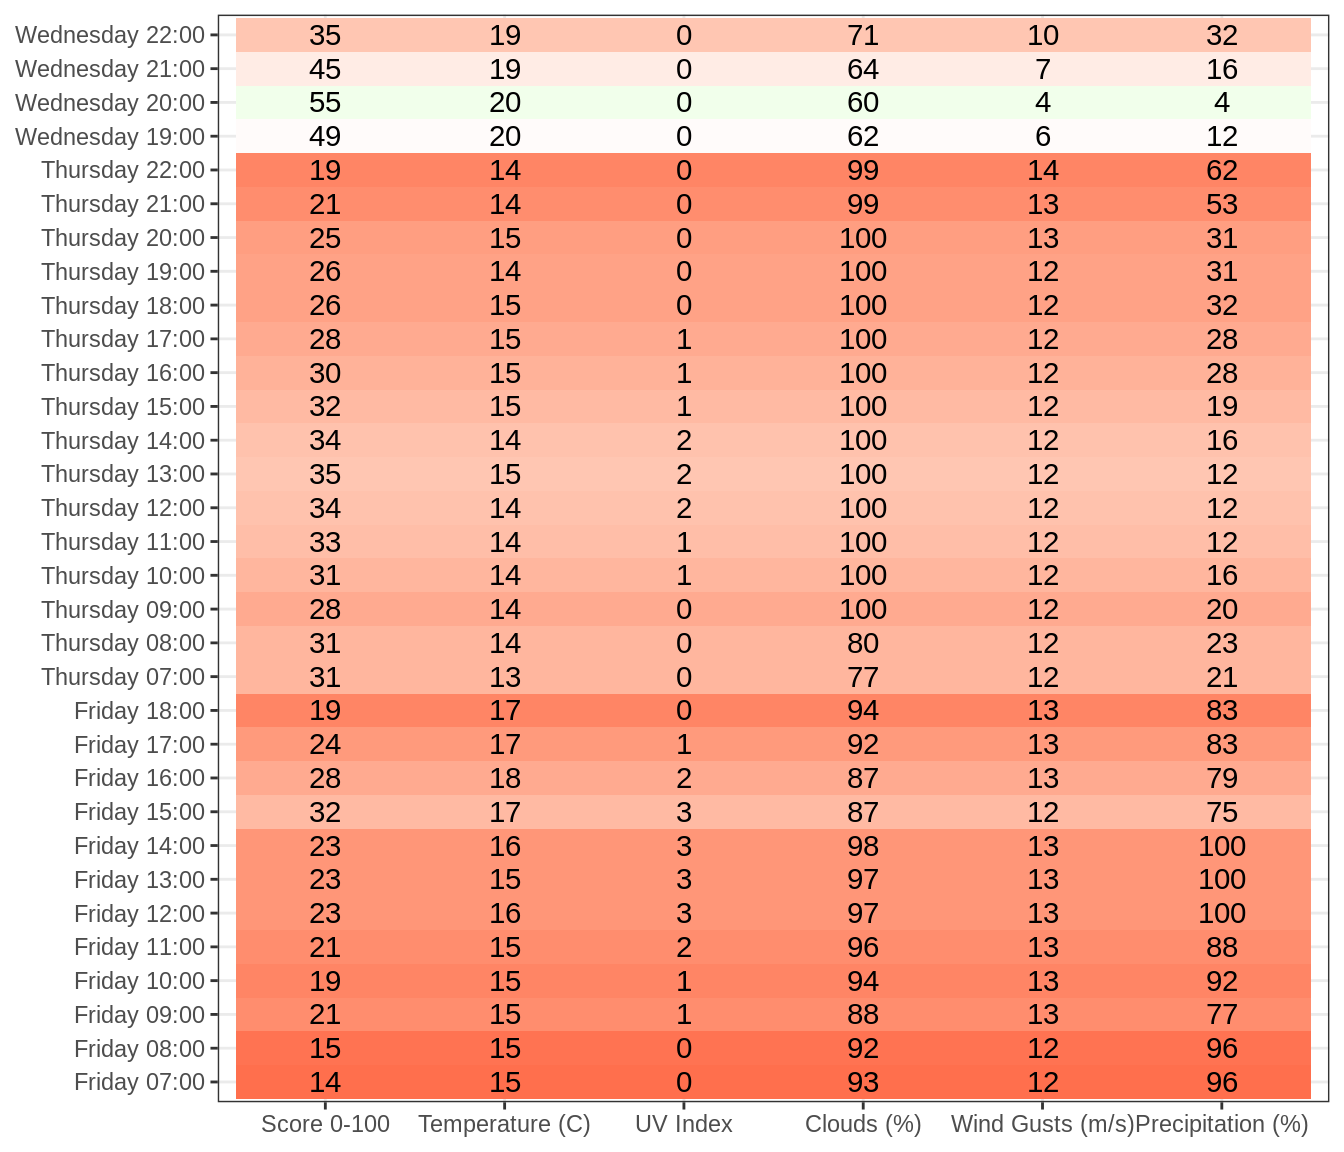 Wednesday 22:00 35 19 0 71 10 32
Wednesday 21:00 45 19 0 64 7 16
Wednesday 20:00 55 20 0 60 4 4
Wednesday 19:00 49 20 0 62 6 12
Thursday 22:00 19 14 0 99 14 62
Thursday 21:00 21 14 0 99 13 53
Thursday 20:00 25 15 0 100 13 31
Thursday 19:00 26 14 0 100 12 31
Thursday 18:00 26 15 0 100 12 32
Thursday 17:00 28 15 1 100 12 28
Thursday 16:00 30 15 1 100 12 28
Thursday 15:00 32 15 1 100 12 19
Thursday 14:00 34 14 2 100 12 16
Thursday 13:00 35 15 2 100 12 12
Thursday 12:00 34 14 2 100 12 12
Thursday 11:00 33 14 1 100 12 12
Thursday 10:00 31 14 1 100 12 16
Thursday 09:00 28 14 0 100 12 20
Thursday 08:00 31 14 0 80 12 23
Thursday 07:00 31 13 0 77 12 21
Friday 18:00 19 17 0 94 13 83
Friday 17:00 24 17 1 92 13 83
Friday 16:00 28 18 2 87 13 79
Friday 15:00 32 17 3 87 12 75
Friday 14:00 23 16 3 98 13 100
Friday 13:00 23 15 3 97 13 100
Friday 12:00 23 16 3 97 13 100
Friday 11:00 21 15 2 96 13 88
Friday 10:00 19 15 1 94 13 92
Friday 09:00 21 15 1 88 13 77
Friday 08:00 15 15 0 92 12 96
Friday 07:00 14 15 0 93 12 96
Score 0-100 Temperature (C) UV Index Clouds (%) Wind Gusts (m/s) Precipitation (%)